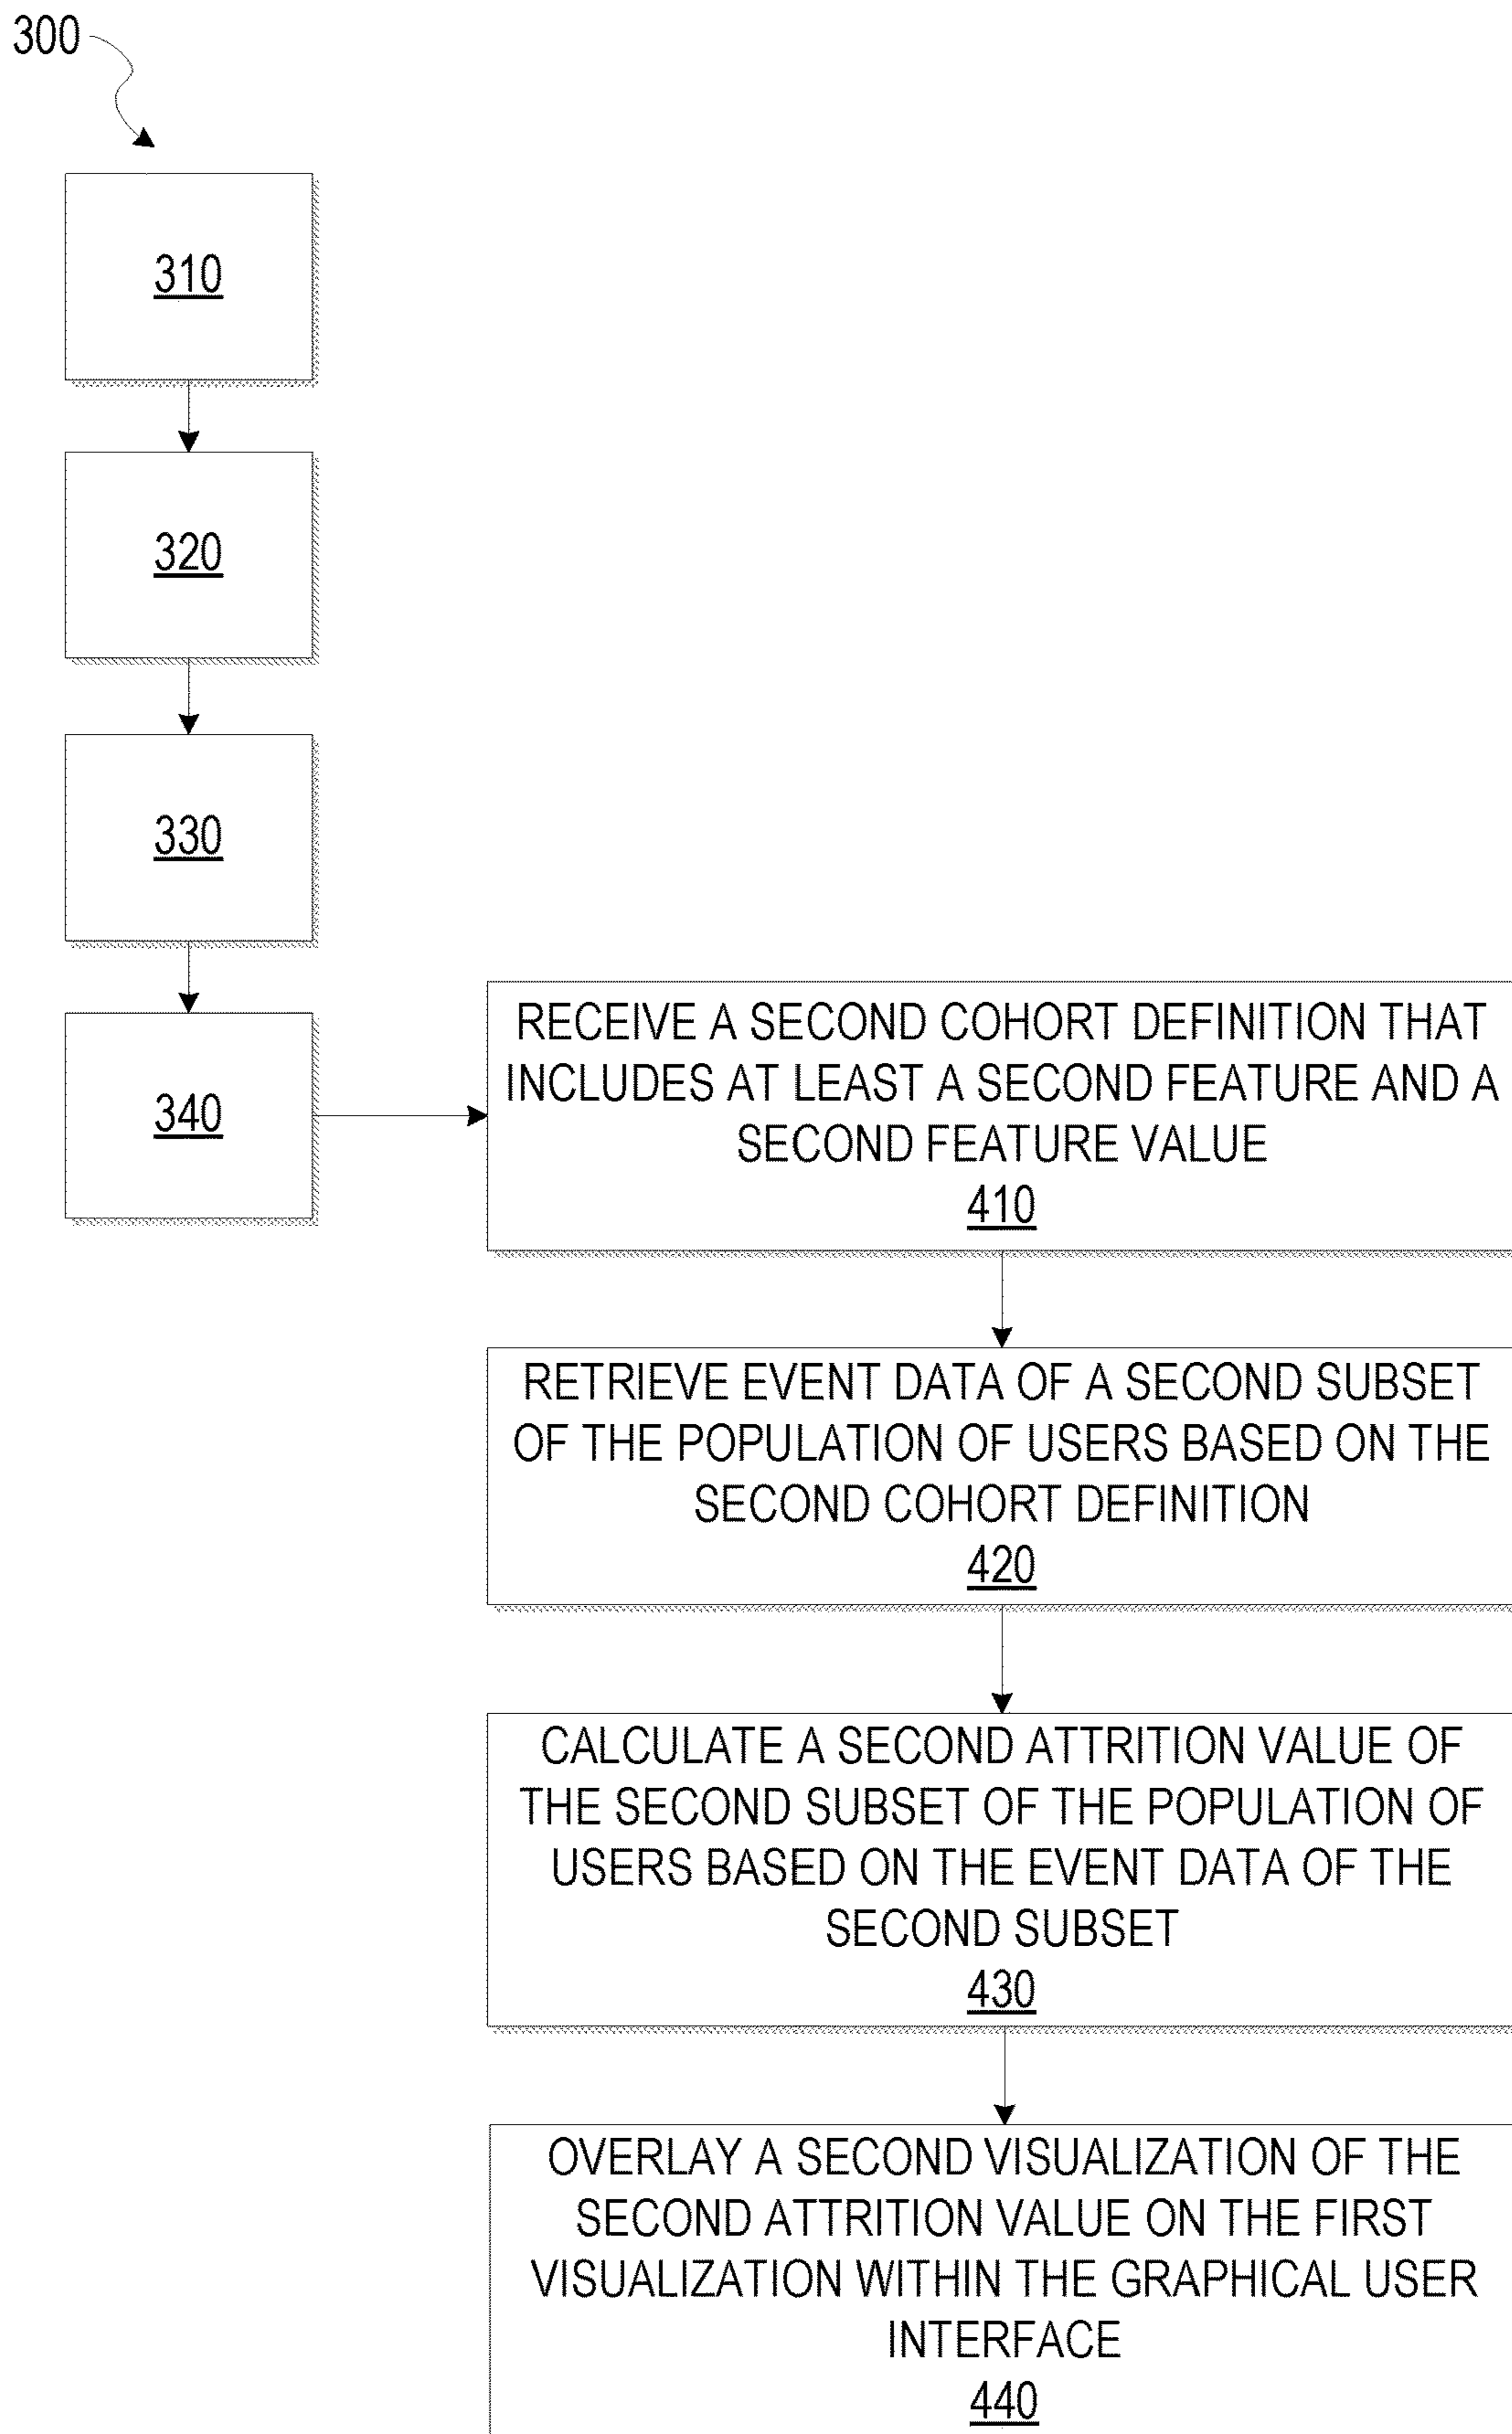 300
310
320
330
340
RECEIVE A SECOND COHORT DEFINITION THAT
INCLUDES AT LEAST A SECOND FEATURE AND A
SECOND FEATURE VALUE
410
RETRIEVE EVENT DATA OF A SECOND SUBSET
OF THE POPULATION OF USERS BASED ON THE
SECOND COHORT DEFINITION
420
CALCULATE A SECOND ATTRITION VALUE OF
THE SECOND SUBSET OF THE POPULATION OF
USERS BASED ON THE EVENT DATA OF THE
SECOND SUBSET
430
OVERLAY A SECOND VISUALIZATION OF THE
SECOND ATTRITION VALUE ON THE FIRST
VISUALIZATION WITHIN THE GRAPHICAL USER
INTERFACE
440